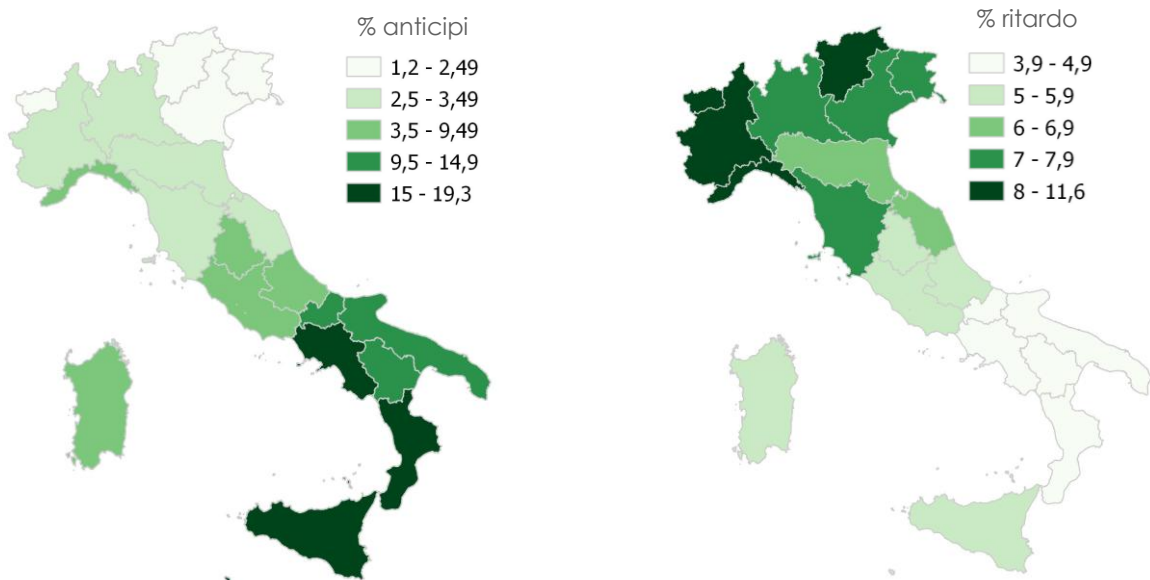 % anticipi
1,2 - 2,49
2,5 - 3,49
3,5 - 9,49
9,5 - 14,9
15 - 19,3
% ritardo
3,9 - 4,9
5 - 5,9
6 - 6,9
7 - 7,9
8 - 11,6